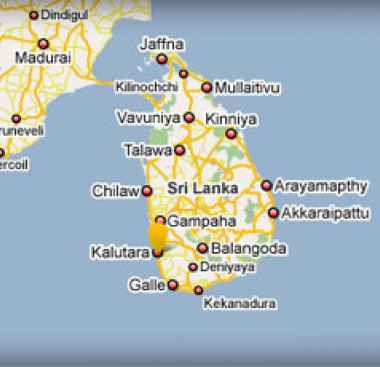 Dindigul
Jaffna
Madurai
Kilinochchi
Mullaitivu
Vavuniya
Kinniya
runeveli
Talawa
ercoil
Chilaw
Sri Lanka
Arayamapthy
Akkaraipattu
Gampaha
Kalutara
Balangoda
Deniyaya
Galle
Kekanadura